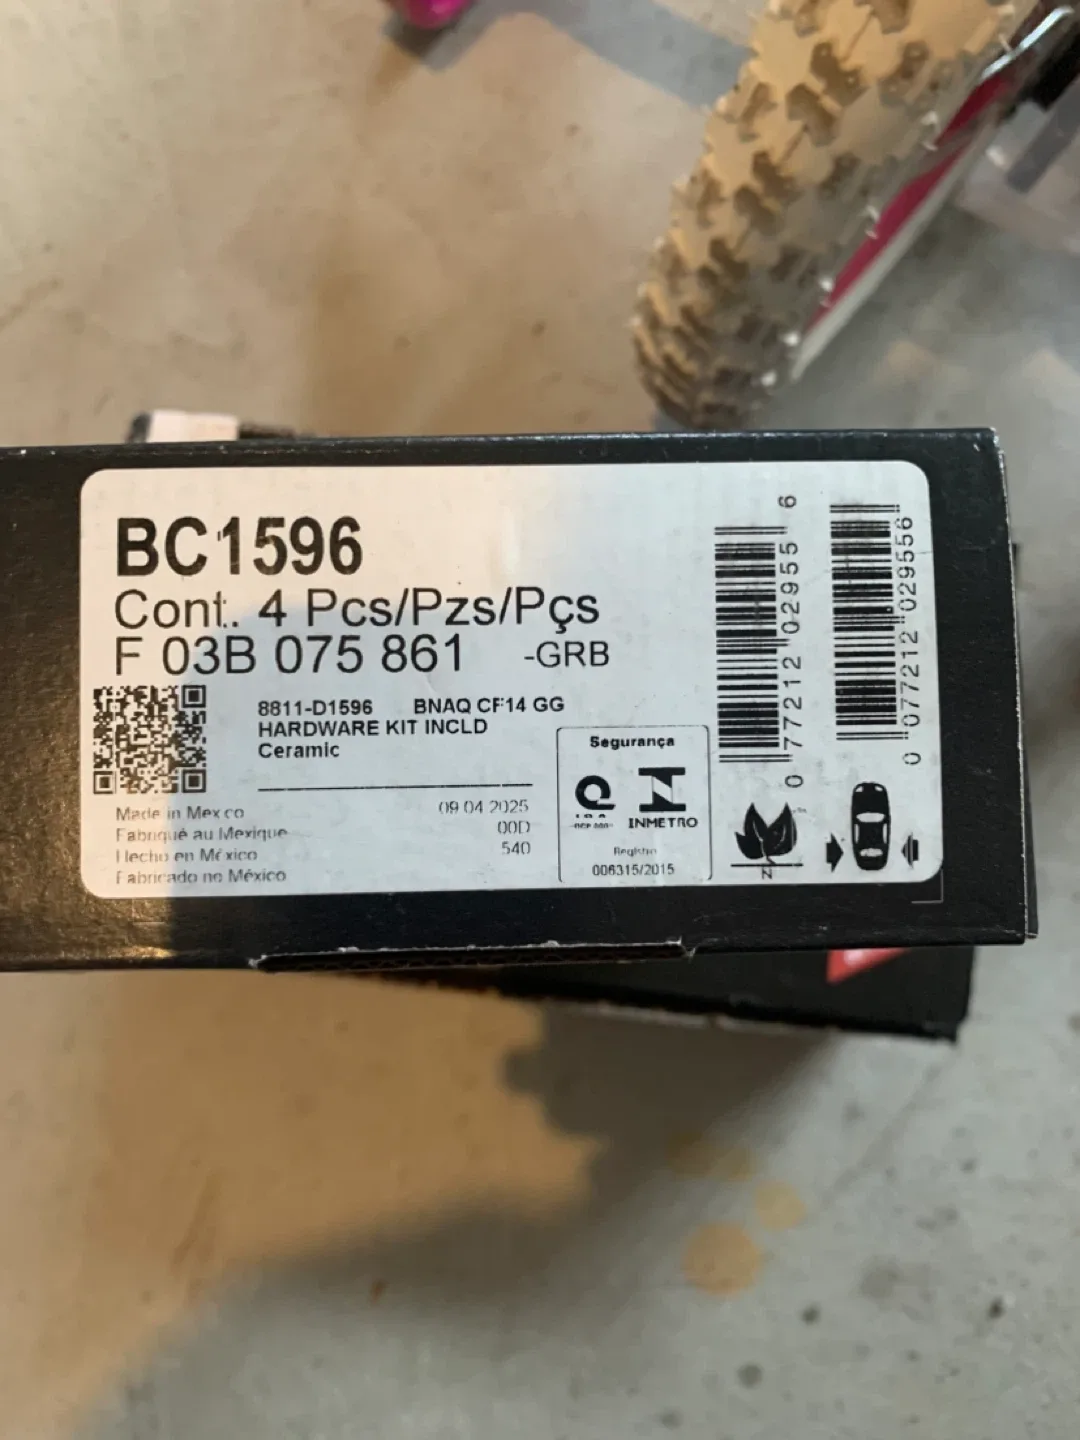 BC1596
Cont. 4 Pcs/Pzs/Pçs
F 03B 075 861 -GRB
8811-D1596 BNAQ CF14 GG
HARDWARE KIT INCLD
Ceramic
Made in Mexico
Fabriqué au Mexique
Hecho en México
Fabricado no México
09 04 2025
00D
540
Segurança
INMETRO
Registro
006315/2015
N
0 77212 02955 6
0 077212 029556